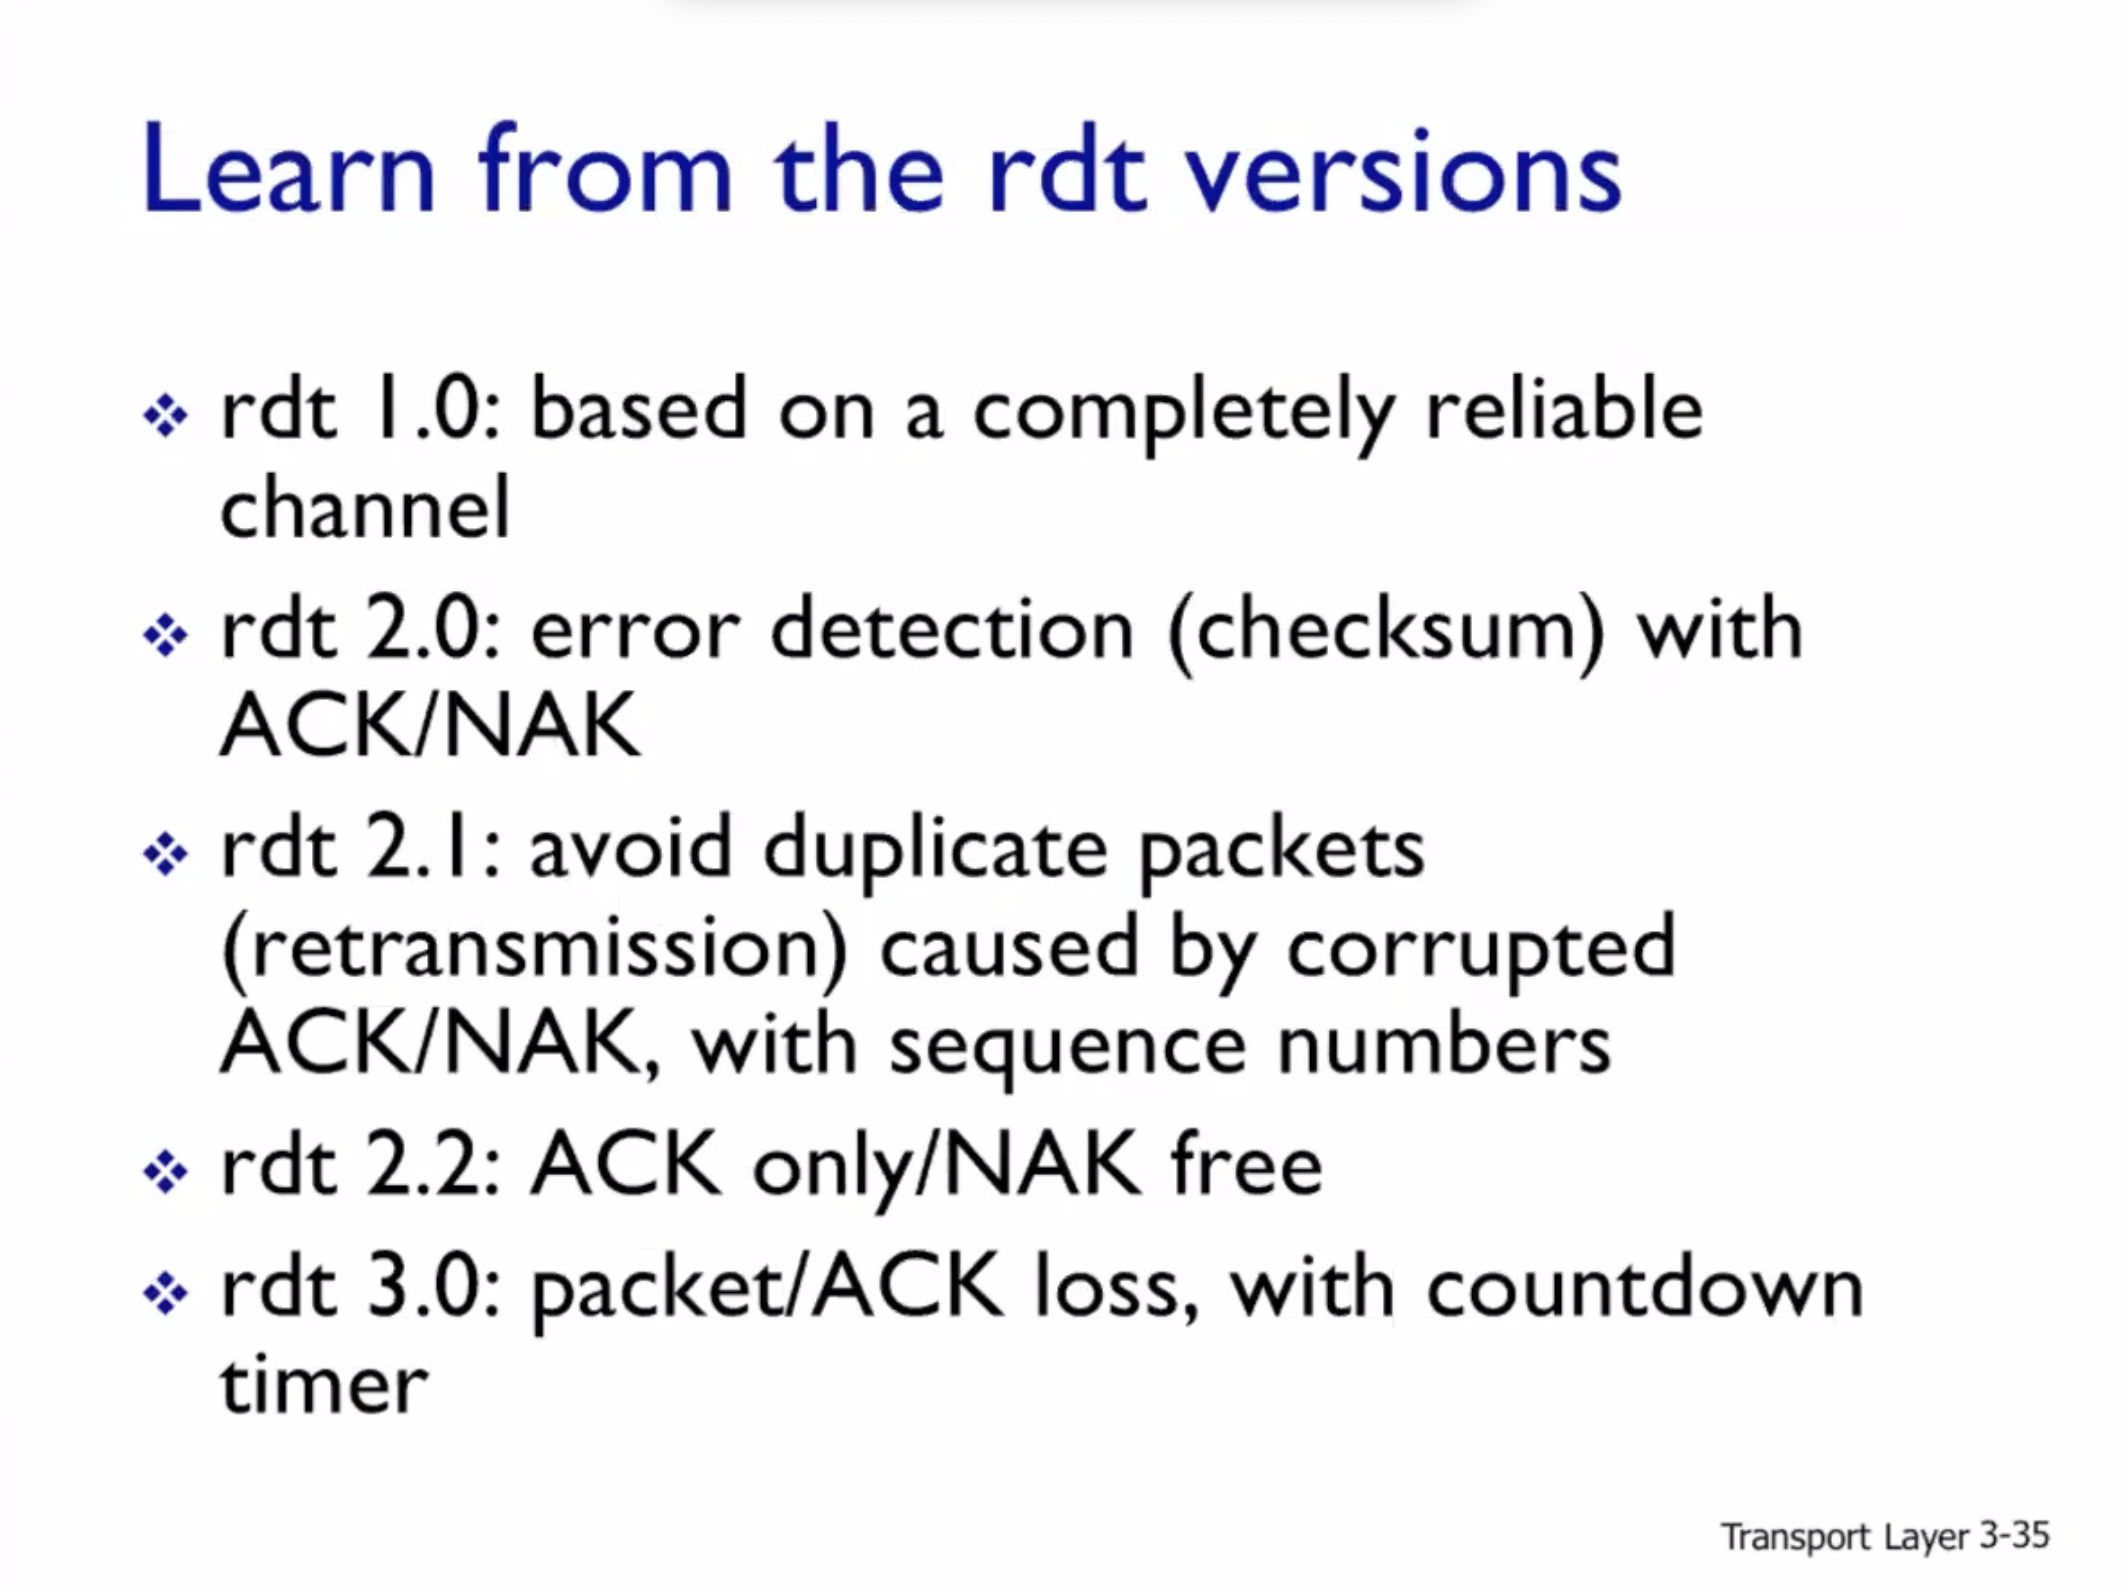 Learn from the rdt versions
rdt 1.0: based on a completely reliable
channel
rdt 2.0: error detection (checksum) with
ACK/NAK
rdt 2.1: avoid duplicate packets
(retransmission) caused by corrupted
ACK/NAK, with sequence numbers
rdt 2.2: ACK only/NAK free
rdt 3.0: packet/ACK loss, with countdown
timer
Transport Layer 3-35